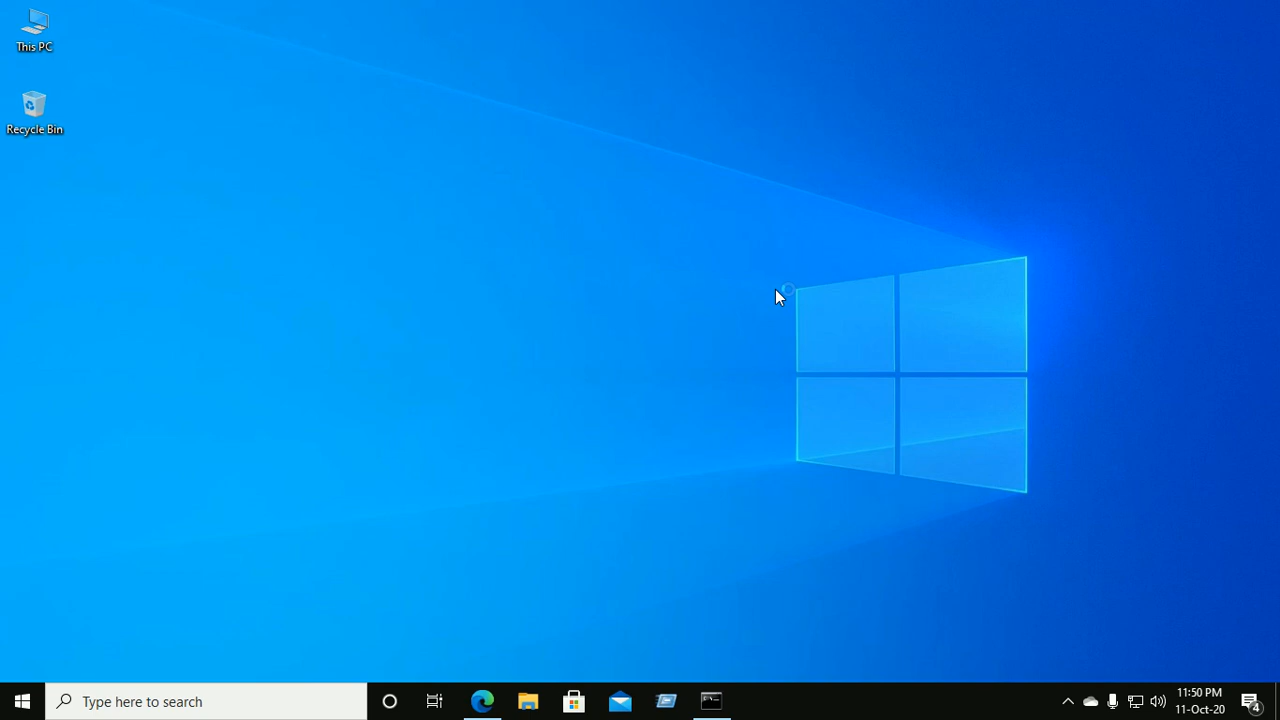 This PC
Recycle Bin
Type here to search
11:50 PM
11-Oct-20
4